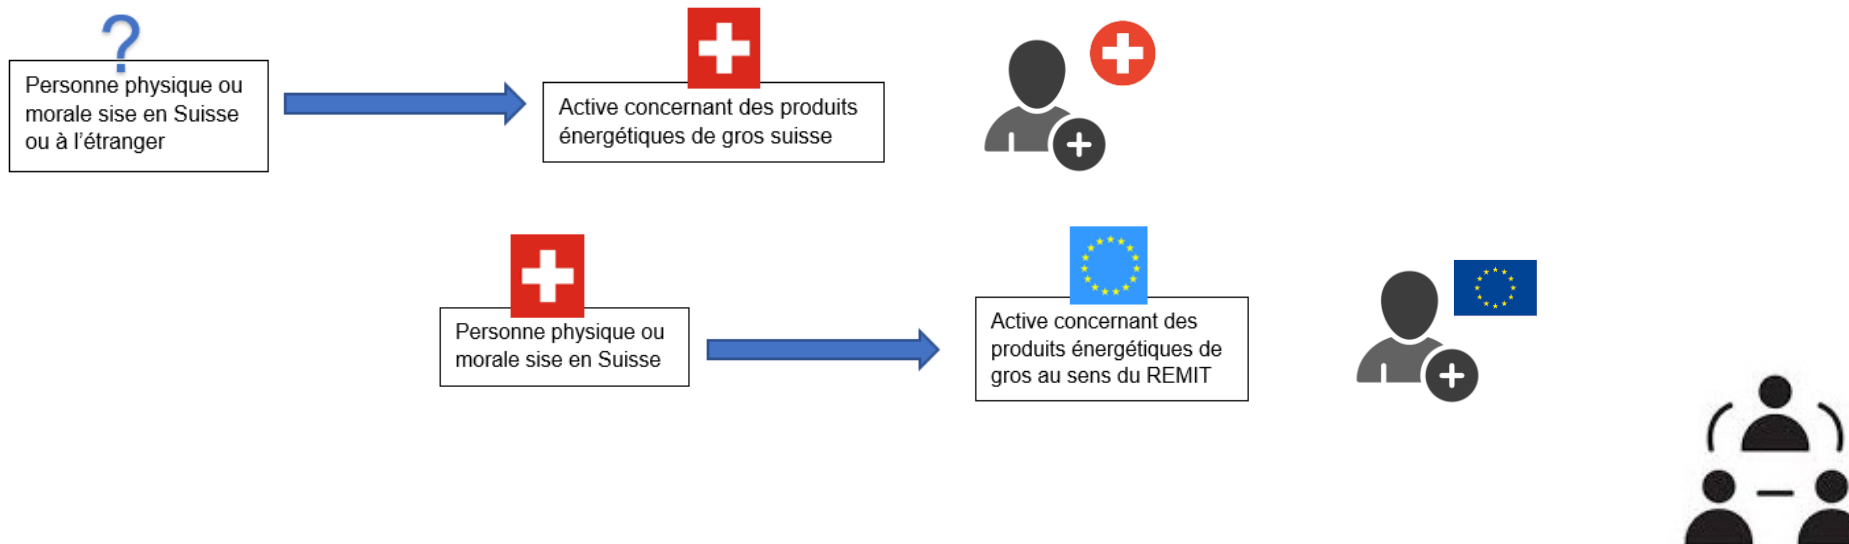 ?
Personne physique ou
morale sise en Suisse
ou à l'étranger
Active concernant des produits
énergétiques de gros suisse
Personne physique ou
morale sise en Suisse
Active concernant des
produits énergétiques de
gros au sens du REMIT